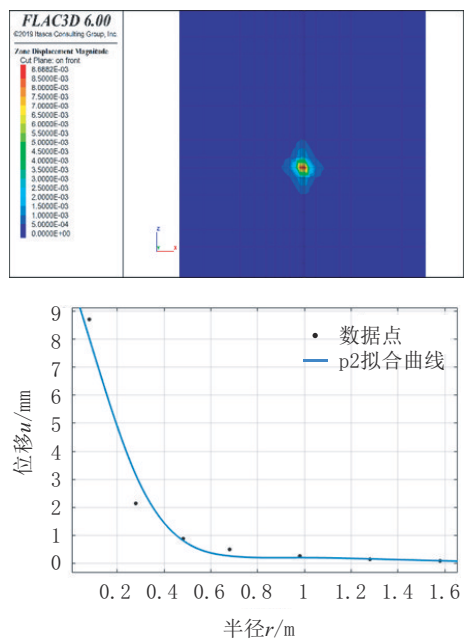 FLAC3D 6.00
©2019 Itasca Consulting Group, Inc.
Zone Displacement Magnitude
Cut Plane: on front
8.6882E-03
8.5000E-03
8.0000E-03
7.5000E-03
7.0000E-03
6.5000E-03
6.0000E-03
5.5000E-03
5.0000E-03
4.5000E-03
4.0000E-03
3.5000E-03
3.0000E-03
2.5000E-03
2.0000E-03
1.5000E-03
1.0000E-03
5.0000E-04
0.0000E+00
Z
Y X
9
8
7
6
5
4
3
2
1
0
位移u/mm
数据点
p2拟合曲线
0.2 0.4 0.6 0.8 1 1.2 1.4 1.6
半径r/m